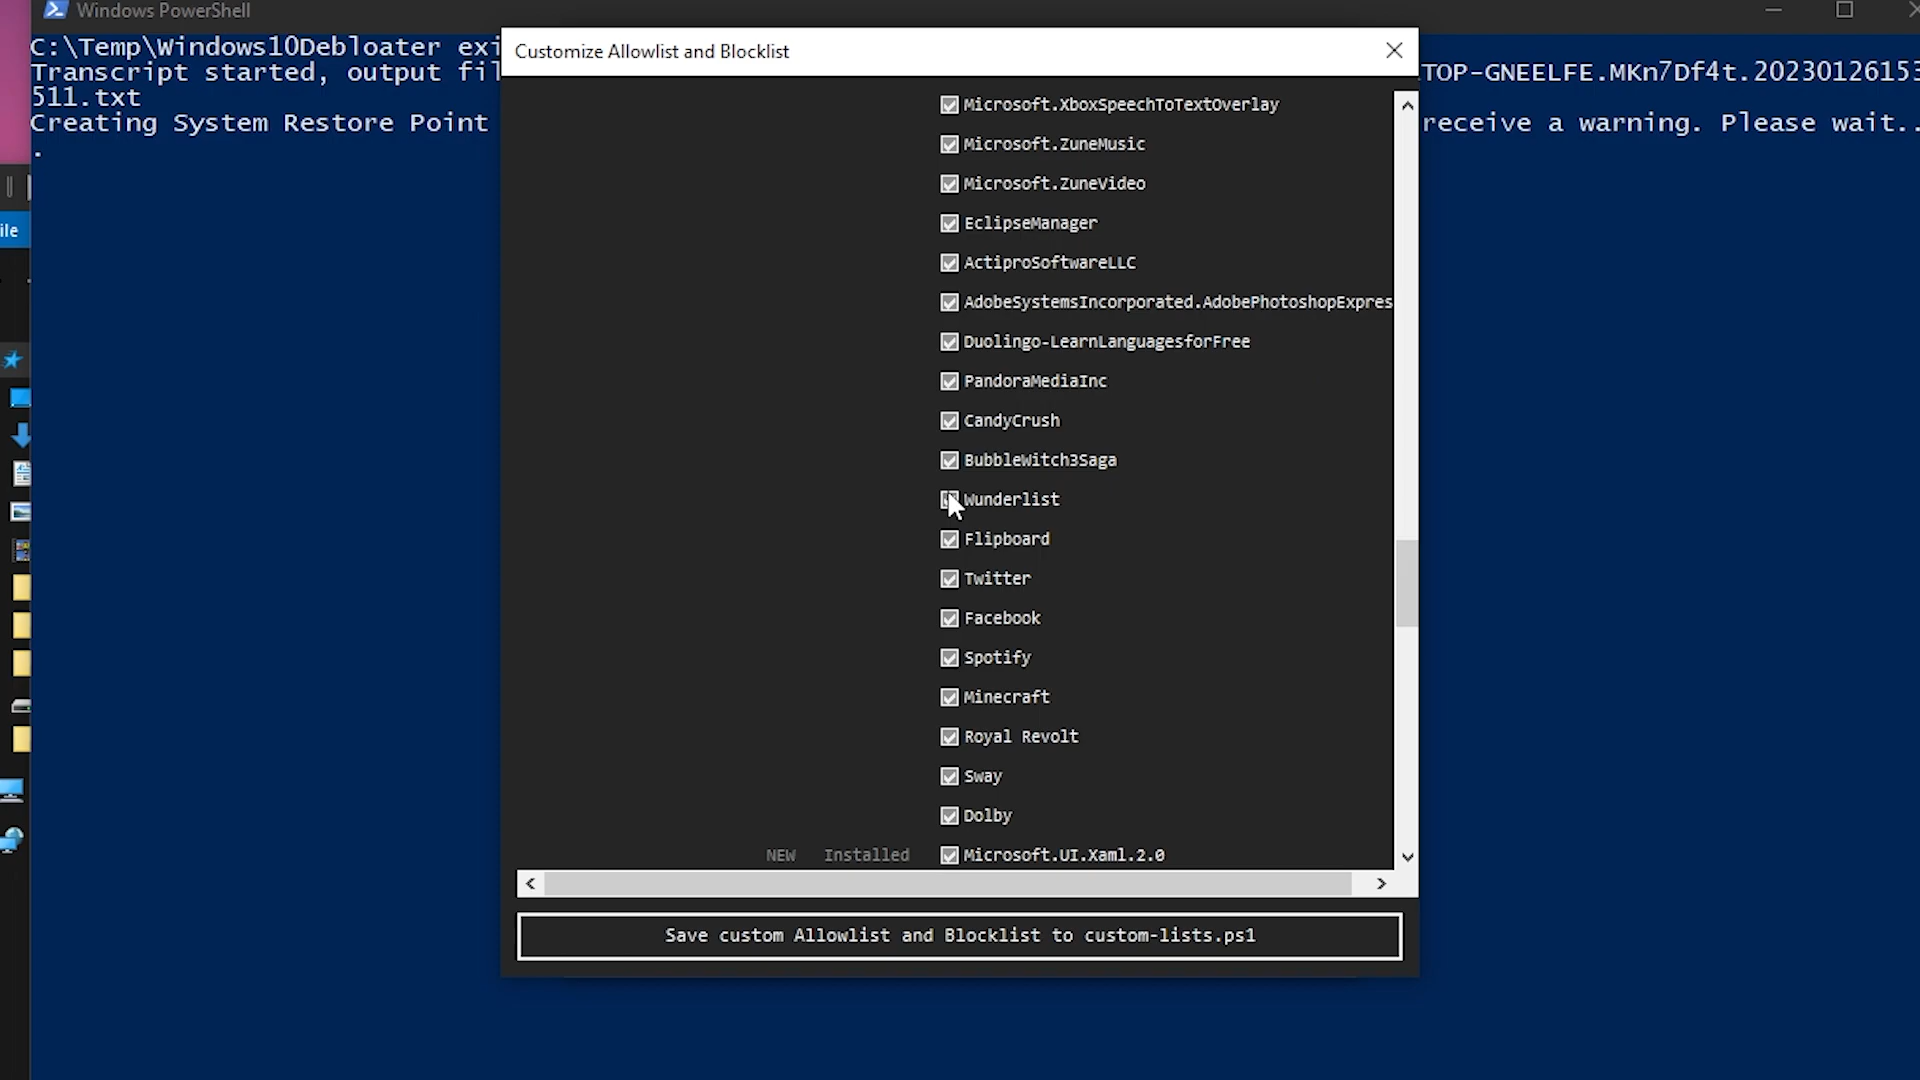 Windows PowerShell
C:\Temp\Windows10Debloater exi
Transcript started, output fil
TOP-GNEELFE.MKn7Df4t.2023012615
511.txt
Creating System Restore Point
receive a warning. Please wait..
.
ile
Customize Allowlist and Blocklist
Microsoft.XboxSpeechToTextOverlay
Microsoft.ZuneMusic
Microsoft.ZuneVideo
EclipseManager
ActiproSoftwareLLC
AdobeSystemsIncorporated.AdobePhotoshopExpres
Duolingo-LearnLanguagesforFree
PandoraMediaInc
CandyCrush
BubbleWitch3Saga
Wunderlist
Flipboard
Twitter
Facebook
Spotify
Minecraft
Royal Revolt
Sway
Dolby
NEW Installed Microsoft.UI.Xaml.2.0
Save custom Allowlist and Blocklist to custom-lists.ps1